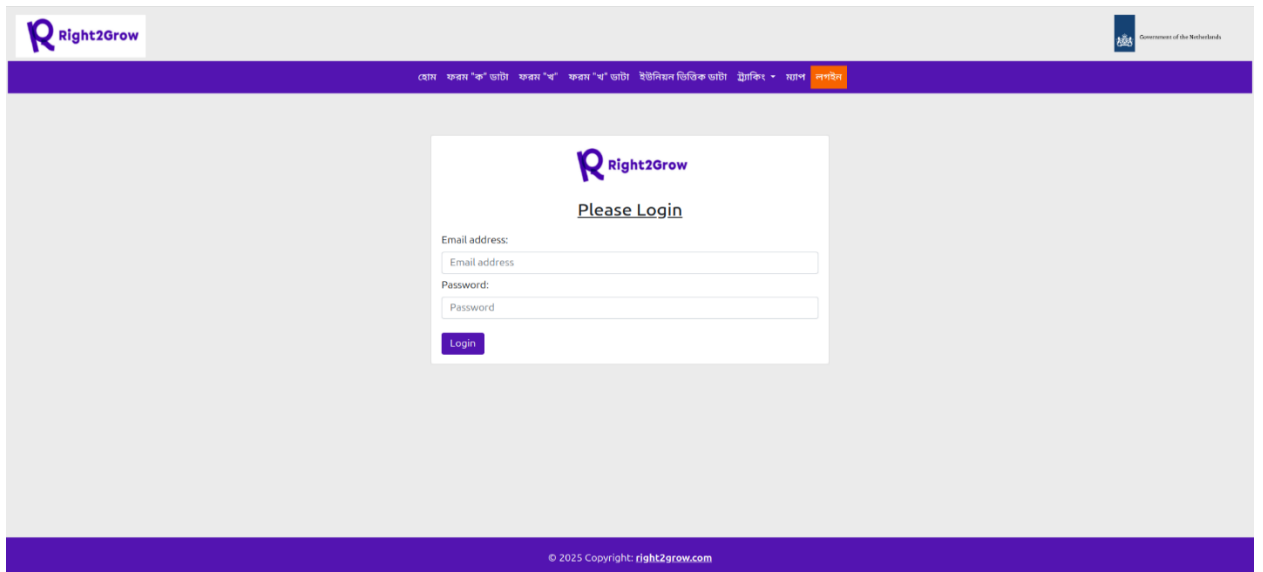 Right2Grow
Government of the Netherlands
হোম ফরম "ক" ডাটা ফরম "খ" ফরম "খ" ডাটা ইউনিয়ন ভিত্তিক ডাটা ট্র্যাকিং ম্যাপ লগইন
Right2Grow
Please Login
Email address:
Email address
Password:
Password
Login
© 2025 Copyright: right2grow.com